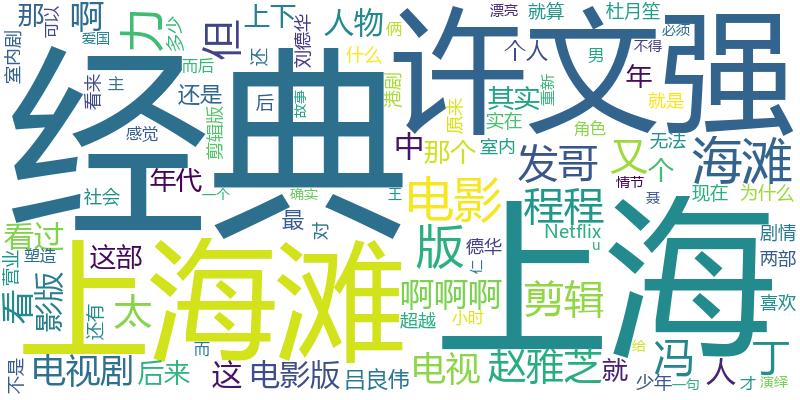 经典
许文强
上海滩
上海
室内剧
爱国
可以
那
啊
力
多少
上下
但
刘德华
人物
漂亮
俩
就算
杜月笙
什么
个人
男
不得
必须
看来
主
而后
还
还是
后
故事
港剧
年
重新
其实
就是
感觉
剪辑版
原来
实在
角色
无法
海滩
中
那个
室内
发哥
又
个
社会
年代
一个
确实
王
情节
聂
现在
为什么
最
对
电影
程程
看过
这部
版
德华
仁
Netflix
u
剧情
两部
营业
塑造
看
影版
太
还有
啊啊啊
超越
小时
剪辑
喜欢
而
不是
电视剧
后来
这
电影版
吕良伟
电视
赵雅芝
就
给
冯
丁
人
少年
一句
才
演绎